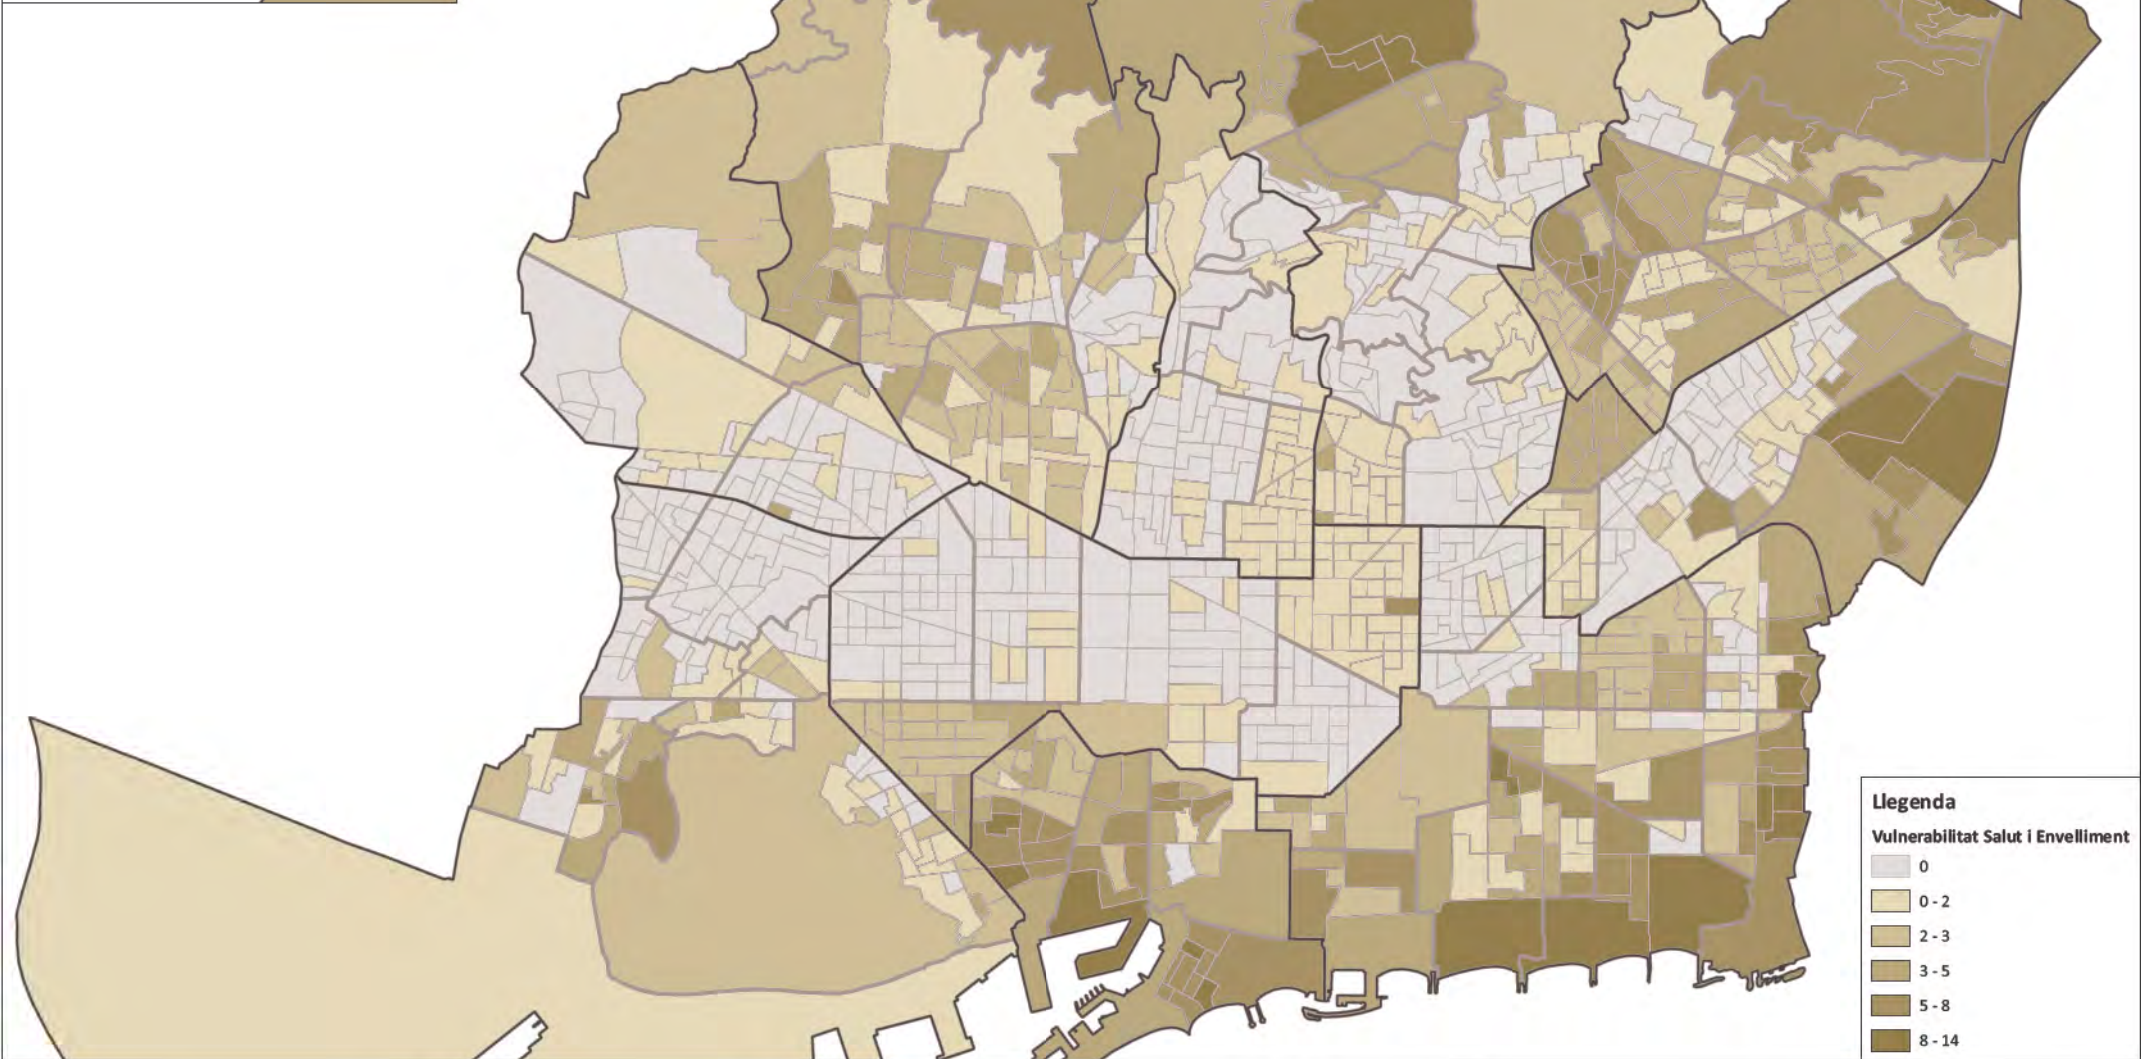 Llegenda
Vulnerabilitat Salut i Envelliment
0
0 - 2
2 - 3
3 - 5
5 - 8
8 - 14